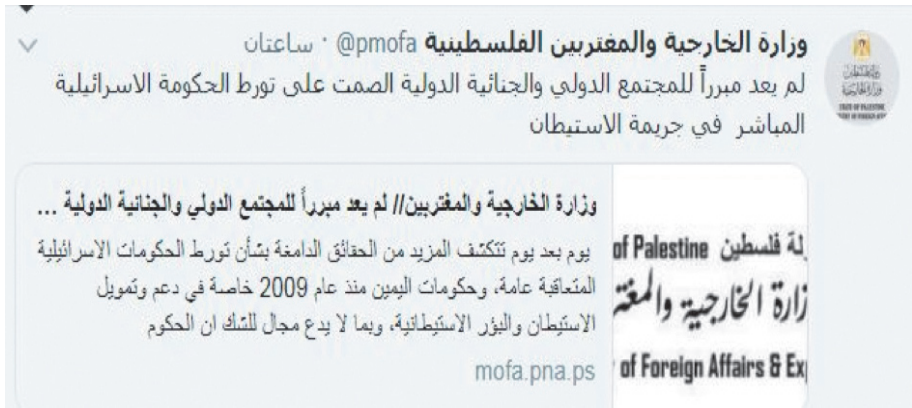 وزارة الخارجية والمغتربين الفلسطينية @pmofa · ساعتان
لم يعد مبرراً للمجتمع الدولي والجنائية الدولية الصمت على تورط الحكومة الاسرائيلية
المباشر في جريمة الاستيطان
وزارة الخارجية والمغتربين// لم يعد مبرراً للمجتمع الدولي والجنائية الدولية ...
يوم بعد يوم تتكشف المزيد من الحقائق الدامغة بشأن تورط الحكومات الاسرائيلية
المتعاقبة عامة، وحكومات اليمين منذ عام 2009 خاصة في دعم وتمويل
الاستيطان والبؤر الاستيطانية، وبما لا يدع مجال للشك ان الحكوم
mofa.pna.ps
لة فلسطين of Palestine
زارة الخارجية والمغتر
of Foreign Affairs & Ex
STATE OF PALESTINE